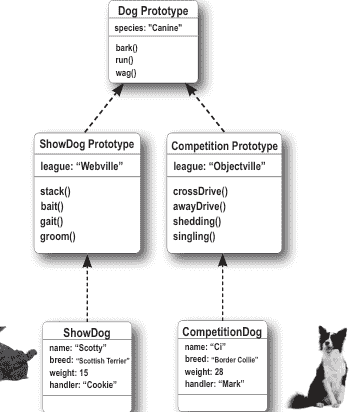 Dog Prototype
species: "Canine"
bark()
run()
wag()
ShowDog Prototype
league: “Webville”
stack()
bait()
gait()
groom()
Competition Prototype
league: “Objectville”
crossDrive()
awayDrive()
shedding()
singling()
ShowDog
name: “Scotty”
breed: “Scottish Terrier”
weight: 15
handler: “Cookie”
CompetitionDog
name: “Ci”
breed: “Border Collie”
weight: 28
handler: “Mark”